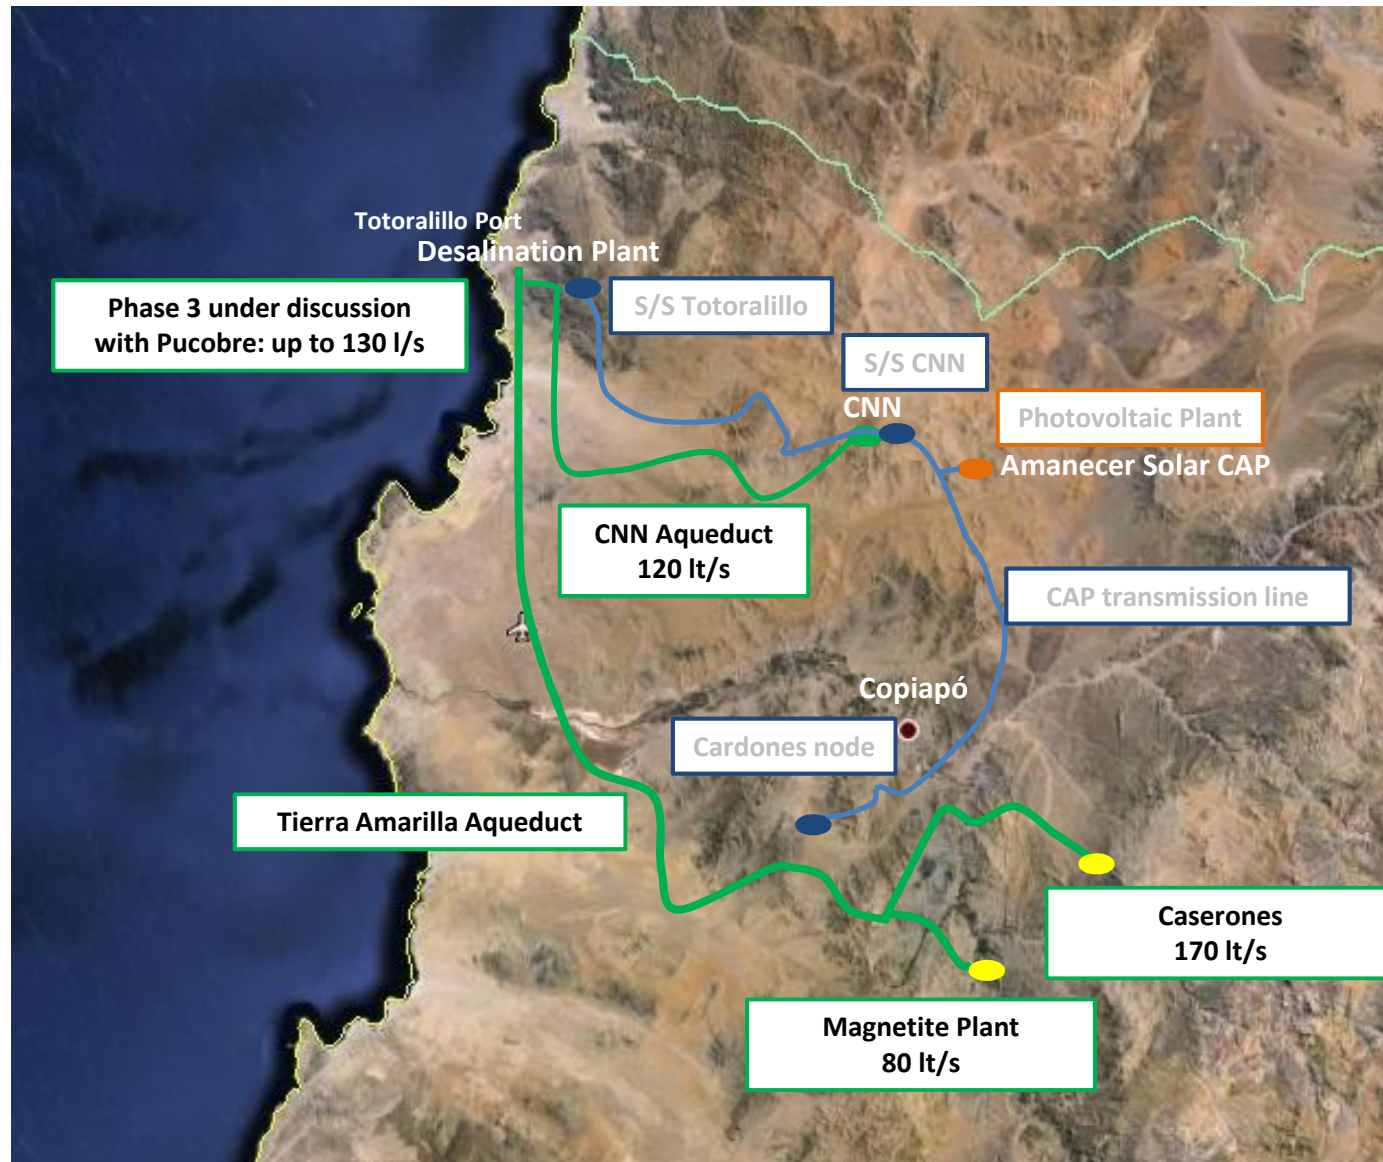 Totoralillo Port
Desalination Plant
Phase 3 under discussion
with Pucobre: up to 130 l/s
S/S Totoralillo
S/S CNN
CNN
Photovoltaic Plant
Amanecer Solar CAP
CNN Aqueduct
120 lt/s
CAP transmission line
Copiapó
Cardones node
Tierra Amarilla Aqueduct
Caserones
170 lt/s
Magnetite Plant
80 lt/s